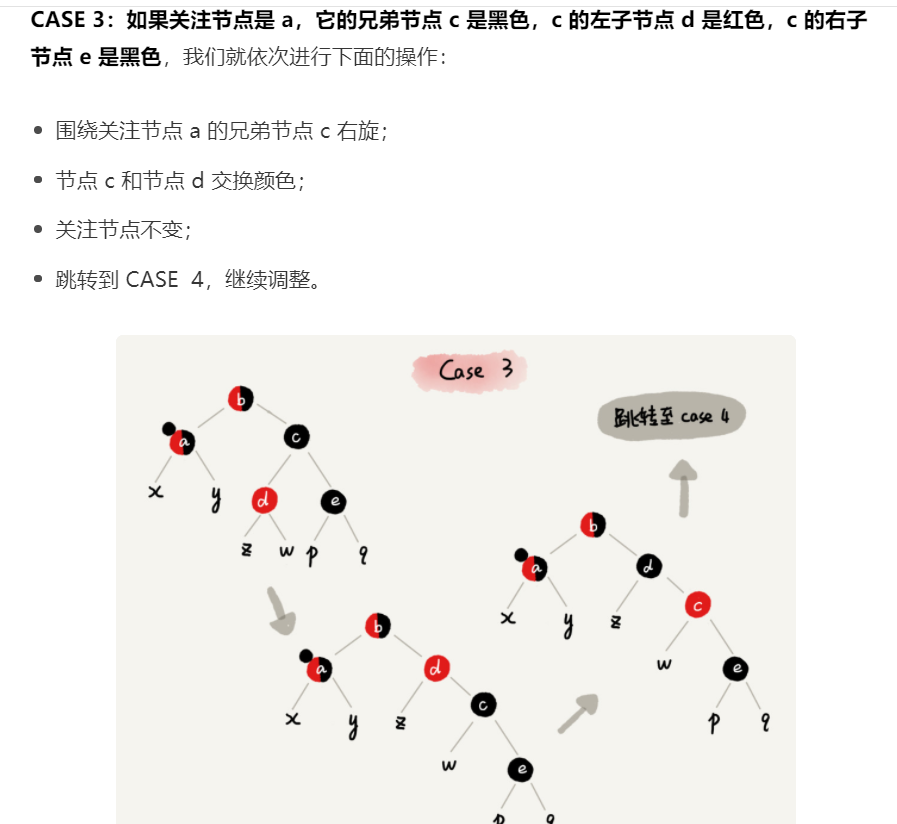 CASE 3：如果关注节点是 a，它的兄弟节点 c 是黑色，c 的左子节点 d 是红色，c 的右子
节点 e 是黑色，我们就依次进行下面的操作：
围绕关注节点 a 的兄弟节点 c 右旋；
节点 c 和节点 d 交换颜色；
关注节点不变；
跳转到 CASE 4，继续调整。
Case 3
跳转至 case 4
b
a c
x y d e
z w p q
b
a d
x y z c
w e
p q
b
a d
x y z c
w e
p q